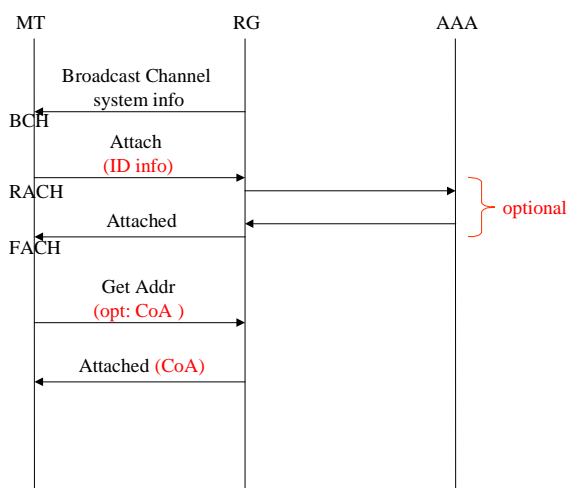 MT RG AAA
Broadcast Channel
system info
BCH
Attach
(ID info)
RACH
optional
Attached
FACH
Get Addr
(opt: CoA )
Attached (CoA)